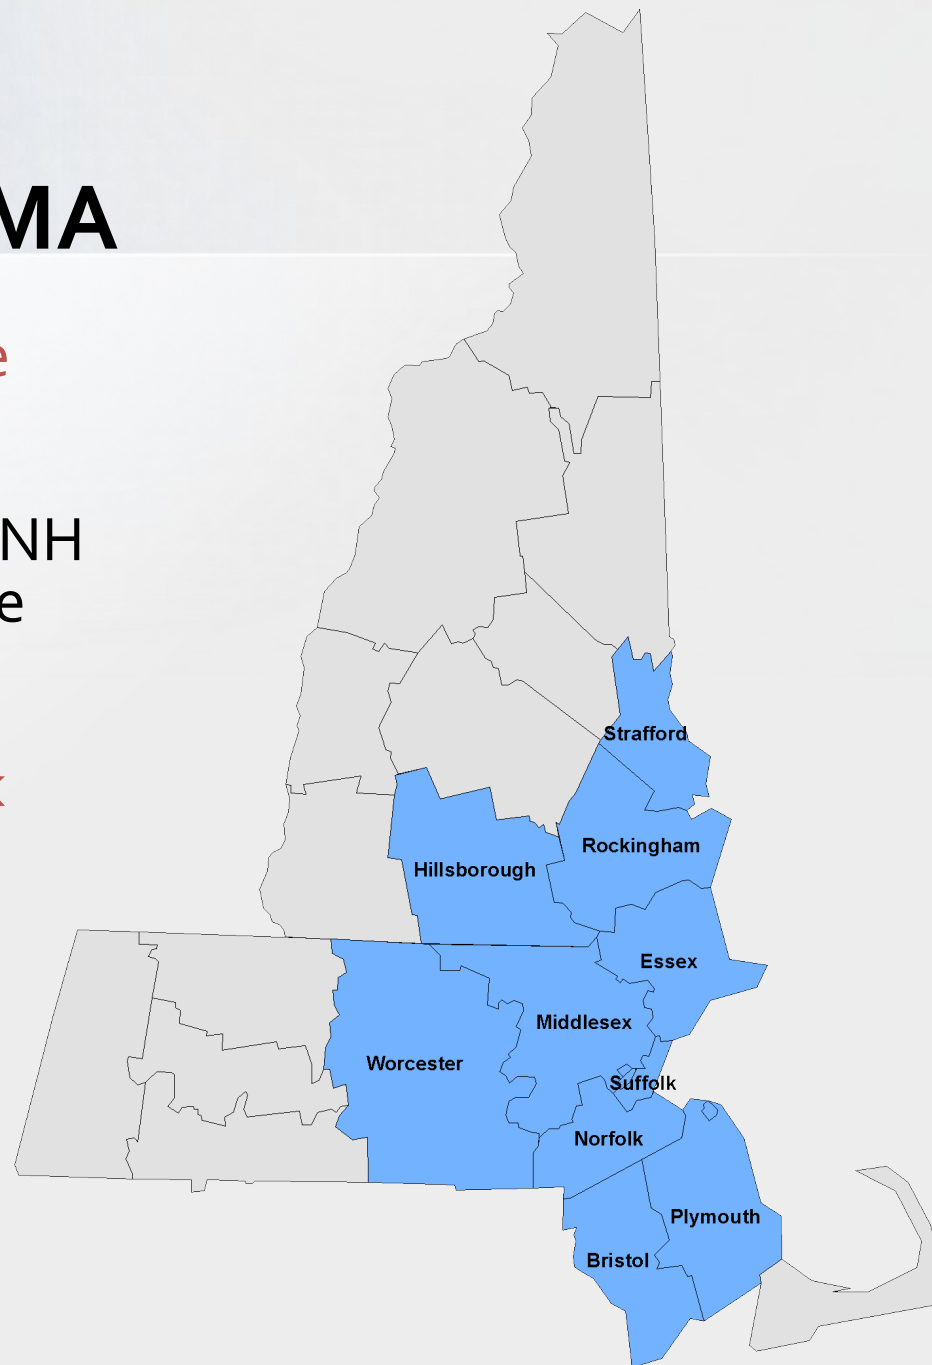 MA
e
NH
e
Strafford
Rockingham
Hillsborough
Essex
Middlesex
Worcester
Suffolk
Norfolk
Plymouth
Bristol